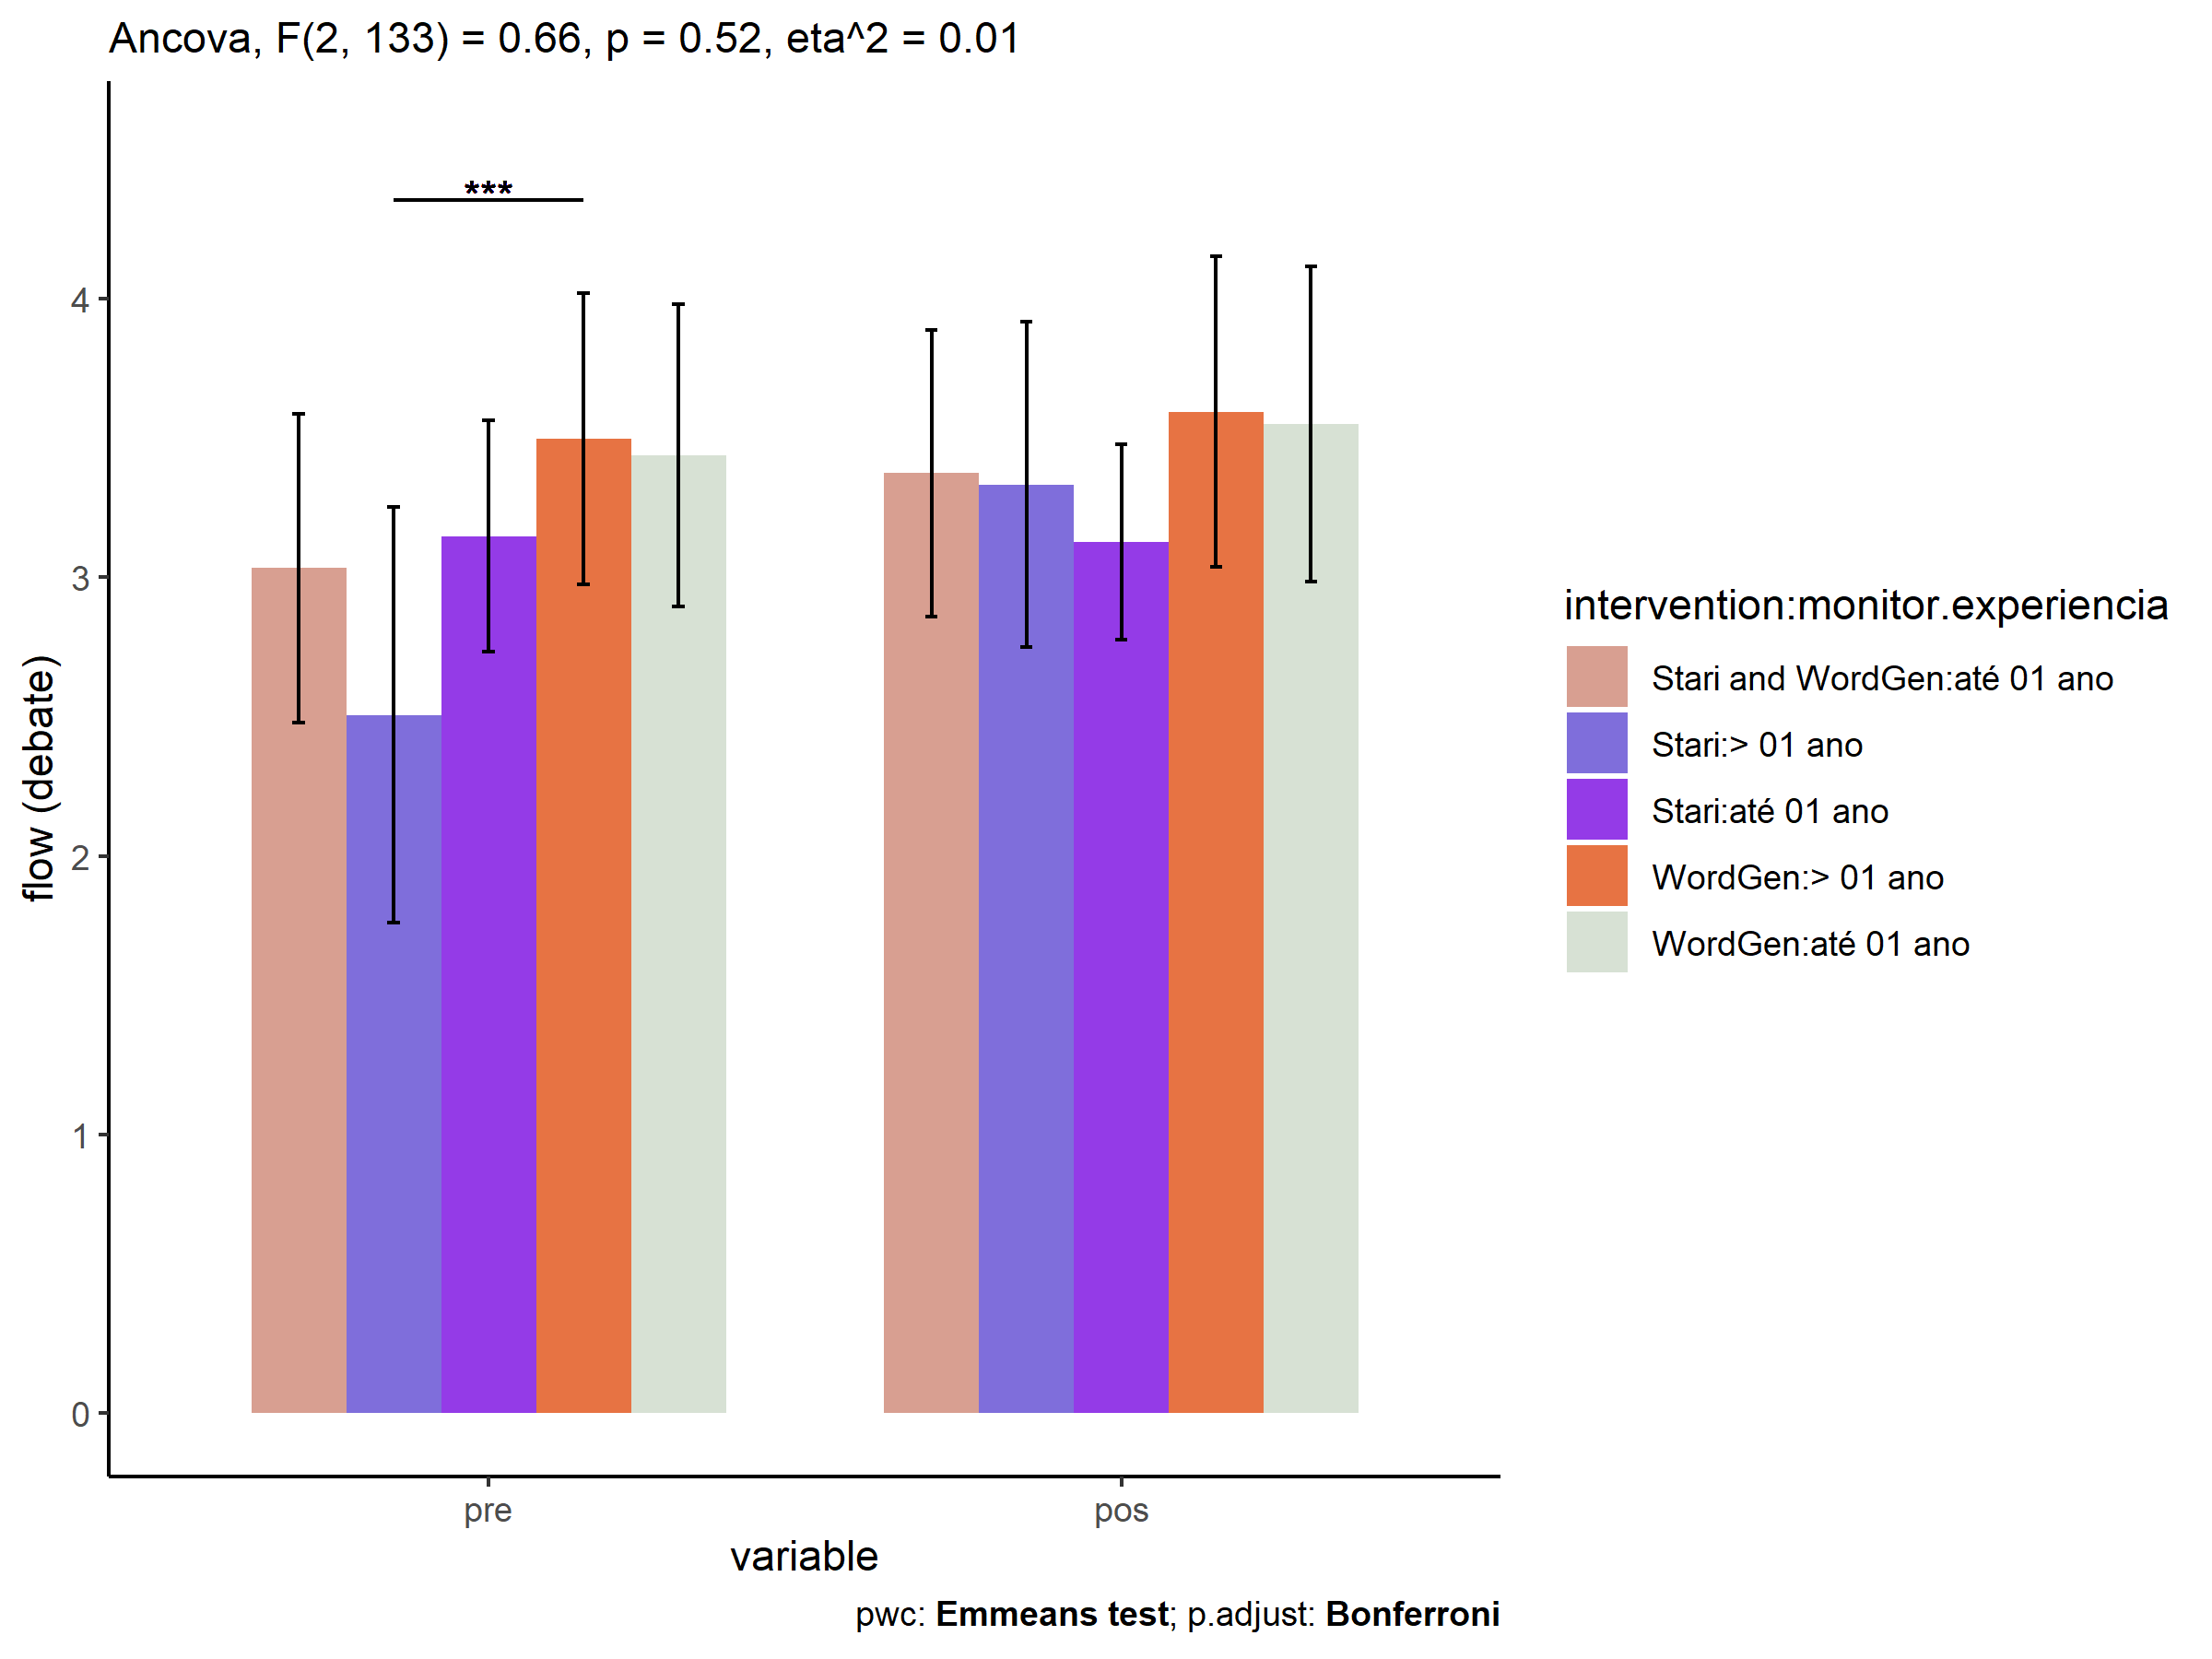 Ancova, F(2, 133) = 0.66, p = 0.52, eta^2 = 0.01
***
4
3
2
1
0
flow (debate)
pre
pos
variable
pwc: Emmeans test; p.adjust: Bonferroni
intervention:monitor.experiencia
Stari and WordGen:até 01 ano
Stari:> 01 ano
Stari:até 01 ano
WordGen:> 01 ano
WordGen:até 01 ano